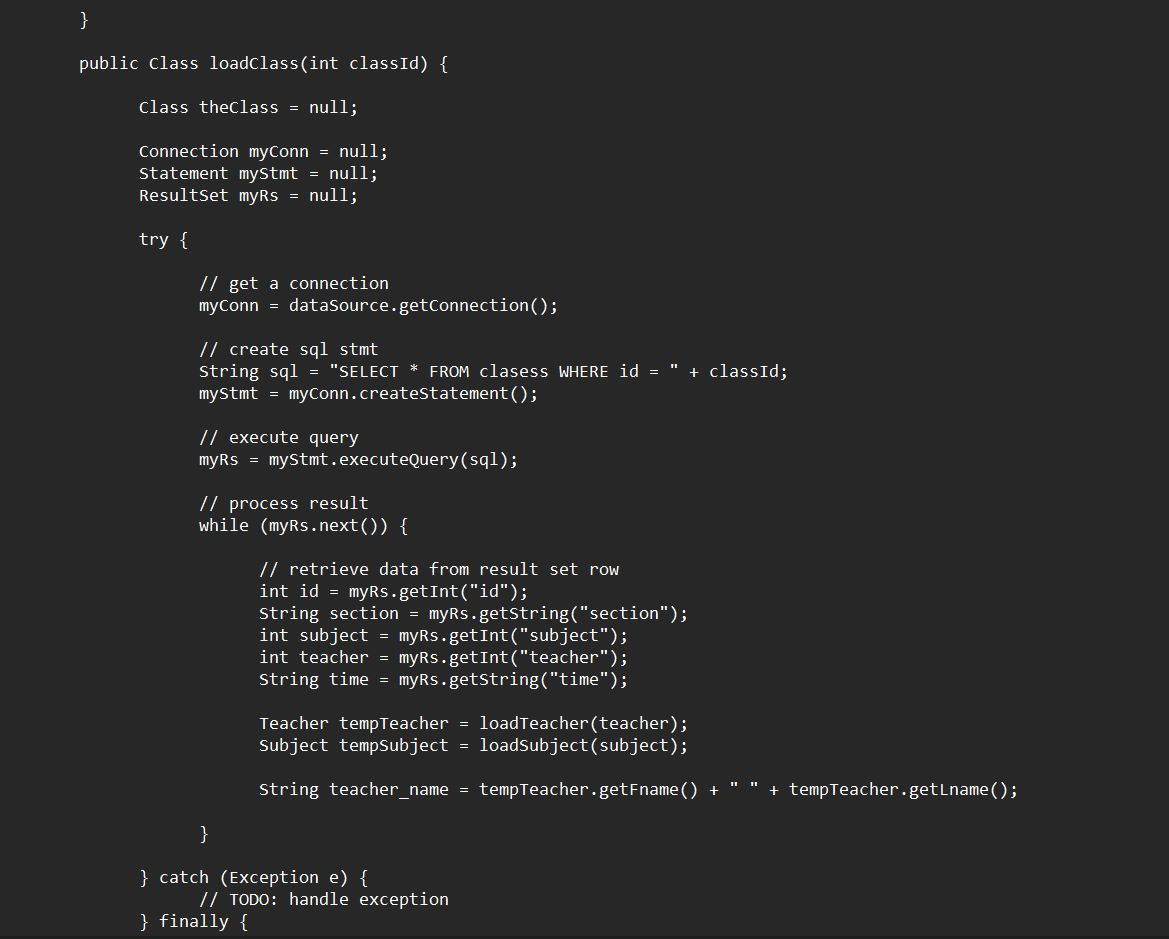 }
public Class loadClass(int classId) {
Class theClass = null;
Connection myConn = null;
Statement myStmt = null;
ResultSet myRs = null;
try {
// get a connection
myConn = dataSource.getConnection();
// create sql stmt
String sql = "SELECT * FROM clasess WHERE id = " + classId;
myStmt = myConn.createStatement();
// execute query
myRs = myStmt.executeQuery(sql);
// process result
while (myRs.next()) {
// retrieve data from result set row
int id = myRs.getInt("id");
String section = myRs.getString("section");
int subject = myRs.getInt("subject");
int teacher = myRs.getInt("teacher");
String time = myRs.getString("time");
Teacher tempTeacher = loadTeacher(teacher);
Subject tempSubject = loadSubject(subject);
String teacher_name = tempTeacher.getFname() + " " + tempTeacher.getLname();
}
} catch (Exception e) {
// TODO: handle exception
} finally {